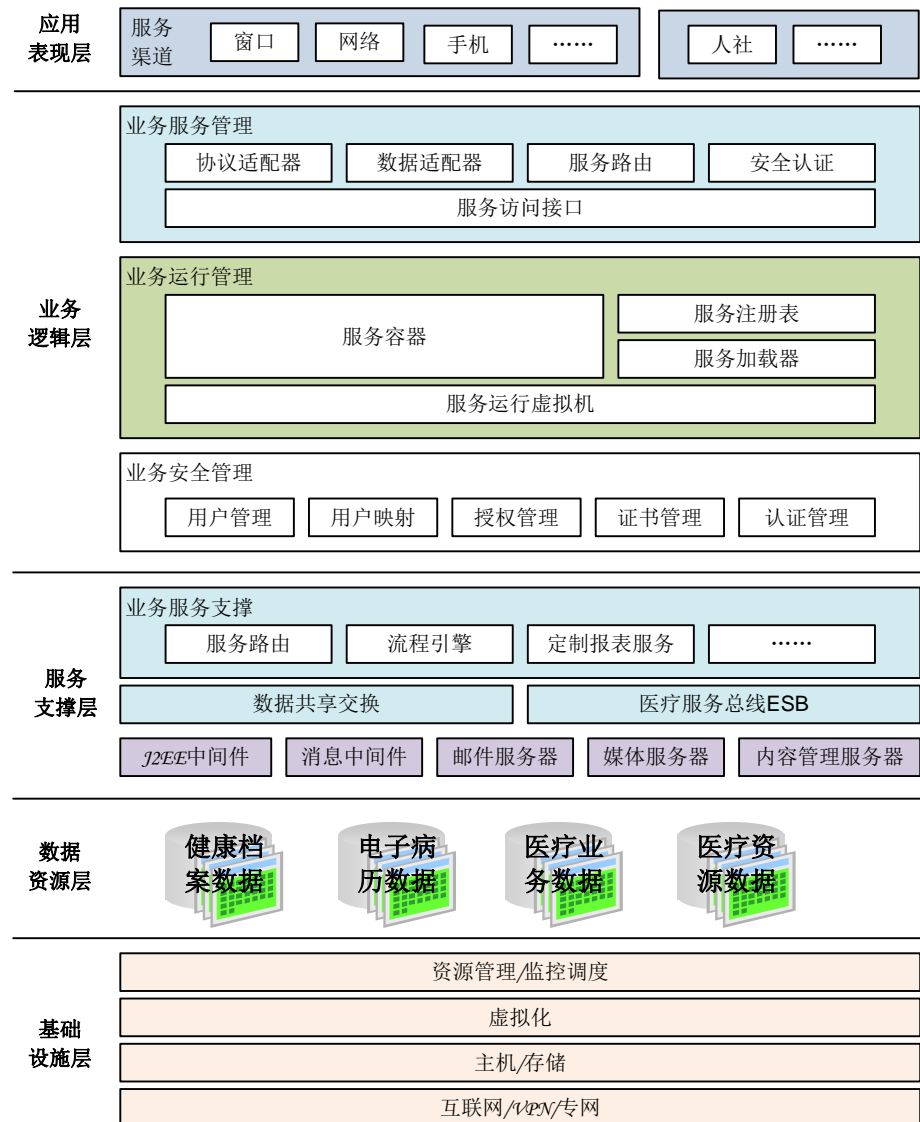 应用
表现层
服务
渠道
窗口
网络
手机
……
人社
……
业务
逻辑层
业务服务管理
协议适配器
数据适配器
服务路由
安全认证
服务访问接口
业务运行管理
服务容器
服务注册表
服务加载器
服务运行虚拟机
业务安全管理
用户管理
用户映射
授权管理
证书管理
认证管理
服务
支撑层
业务服务支撑
服务路由
流程引擎
定制报表服务
……
数据共享交换
医疗服务总线ESB
J2EE中间件
消息中间件
邮件服务器
媒体服务器
内容管理服务器
数据
资源层
健康档
案数据
电子病
历数据
医疗业
务数据
医疗资
源数据
基础
设施层
资源管理/监控调度
虚拟化
主机/存储
互联网/VPN/专网